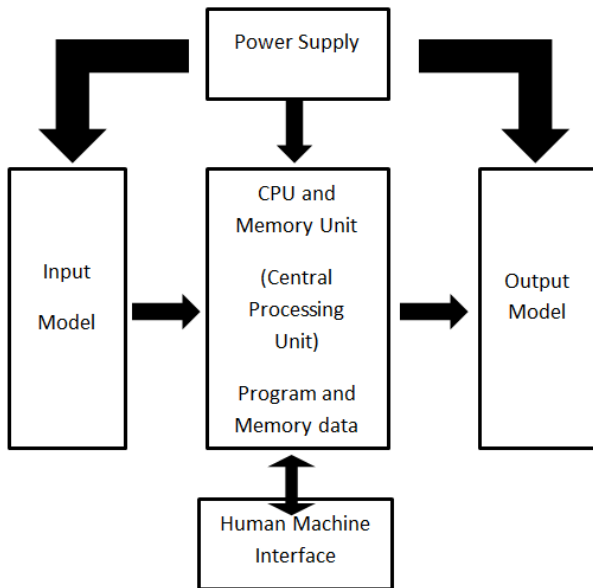 Power Supply
Input
Model
CPU and
Memory Unit
(Central
Processing
Unit)
Program and
Memory data
Output
Model
Human Machine
Interface